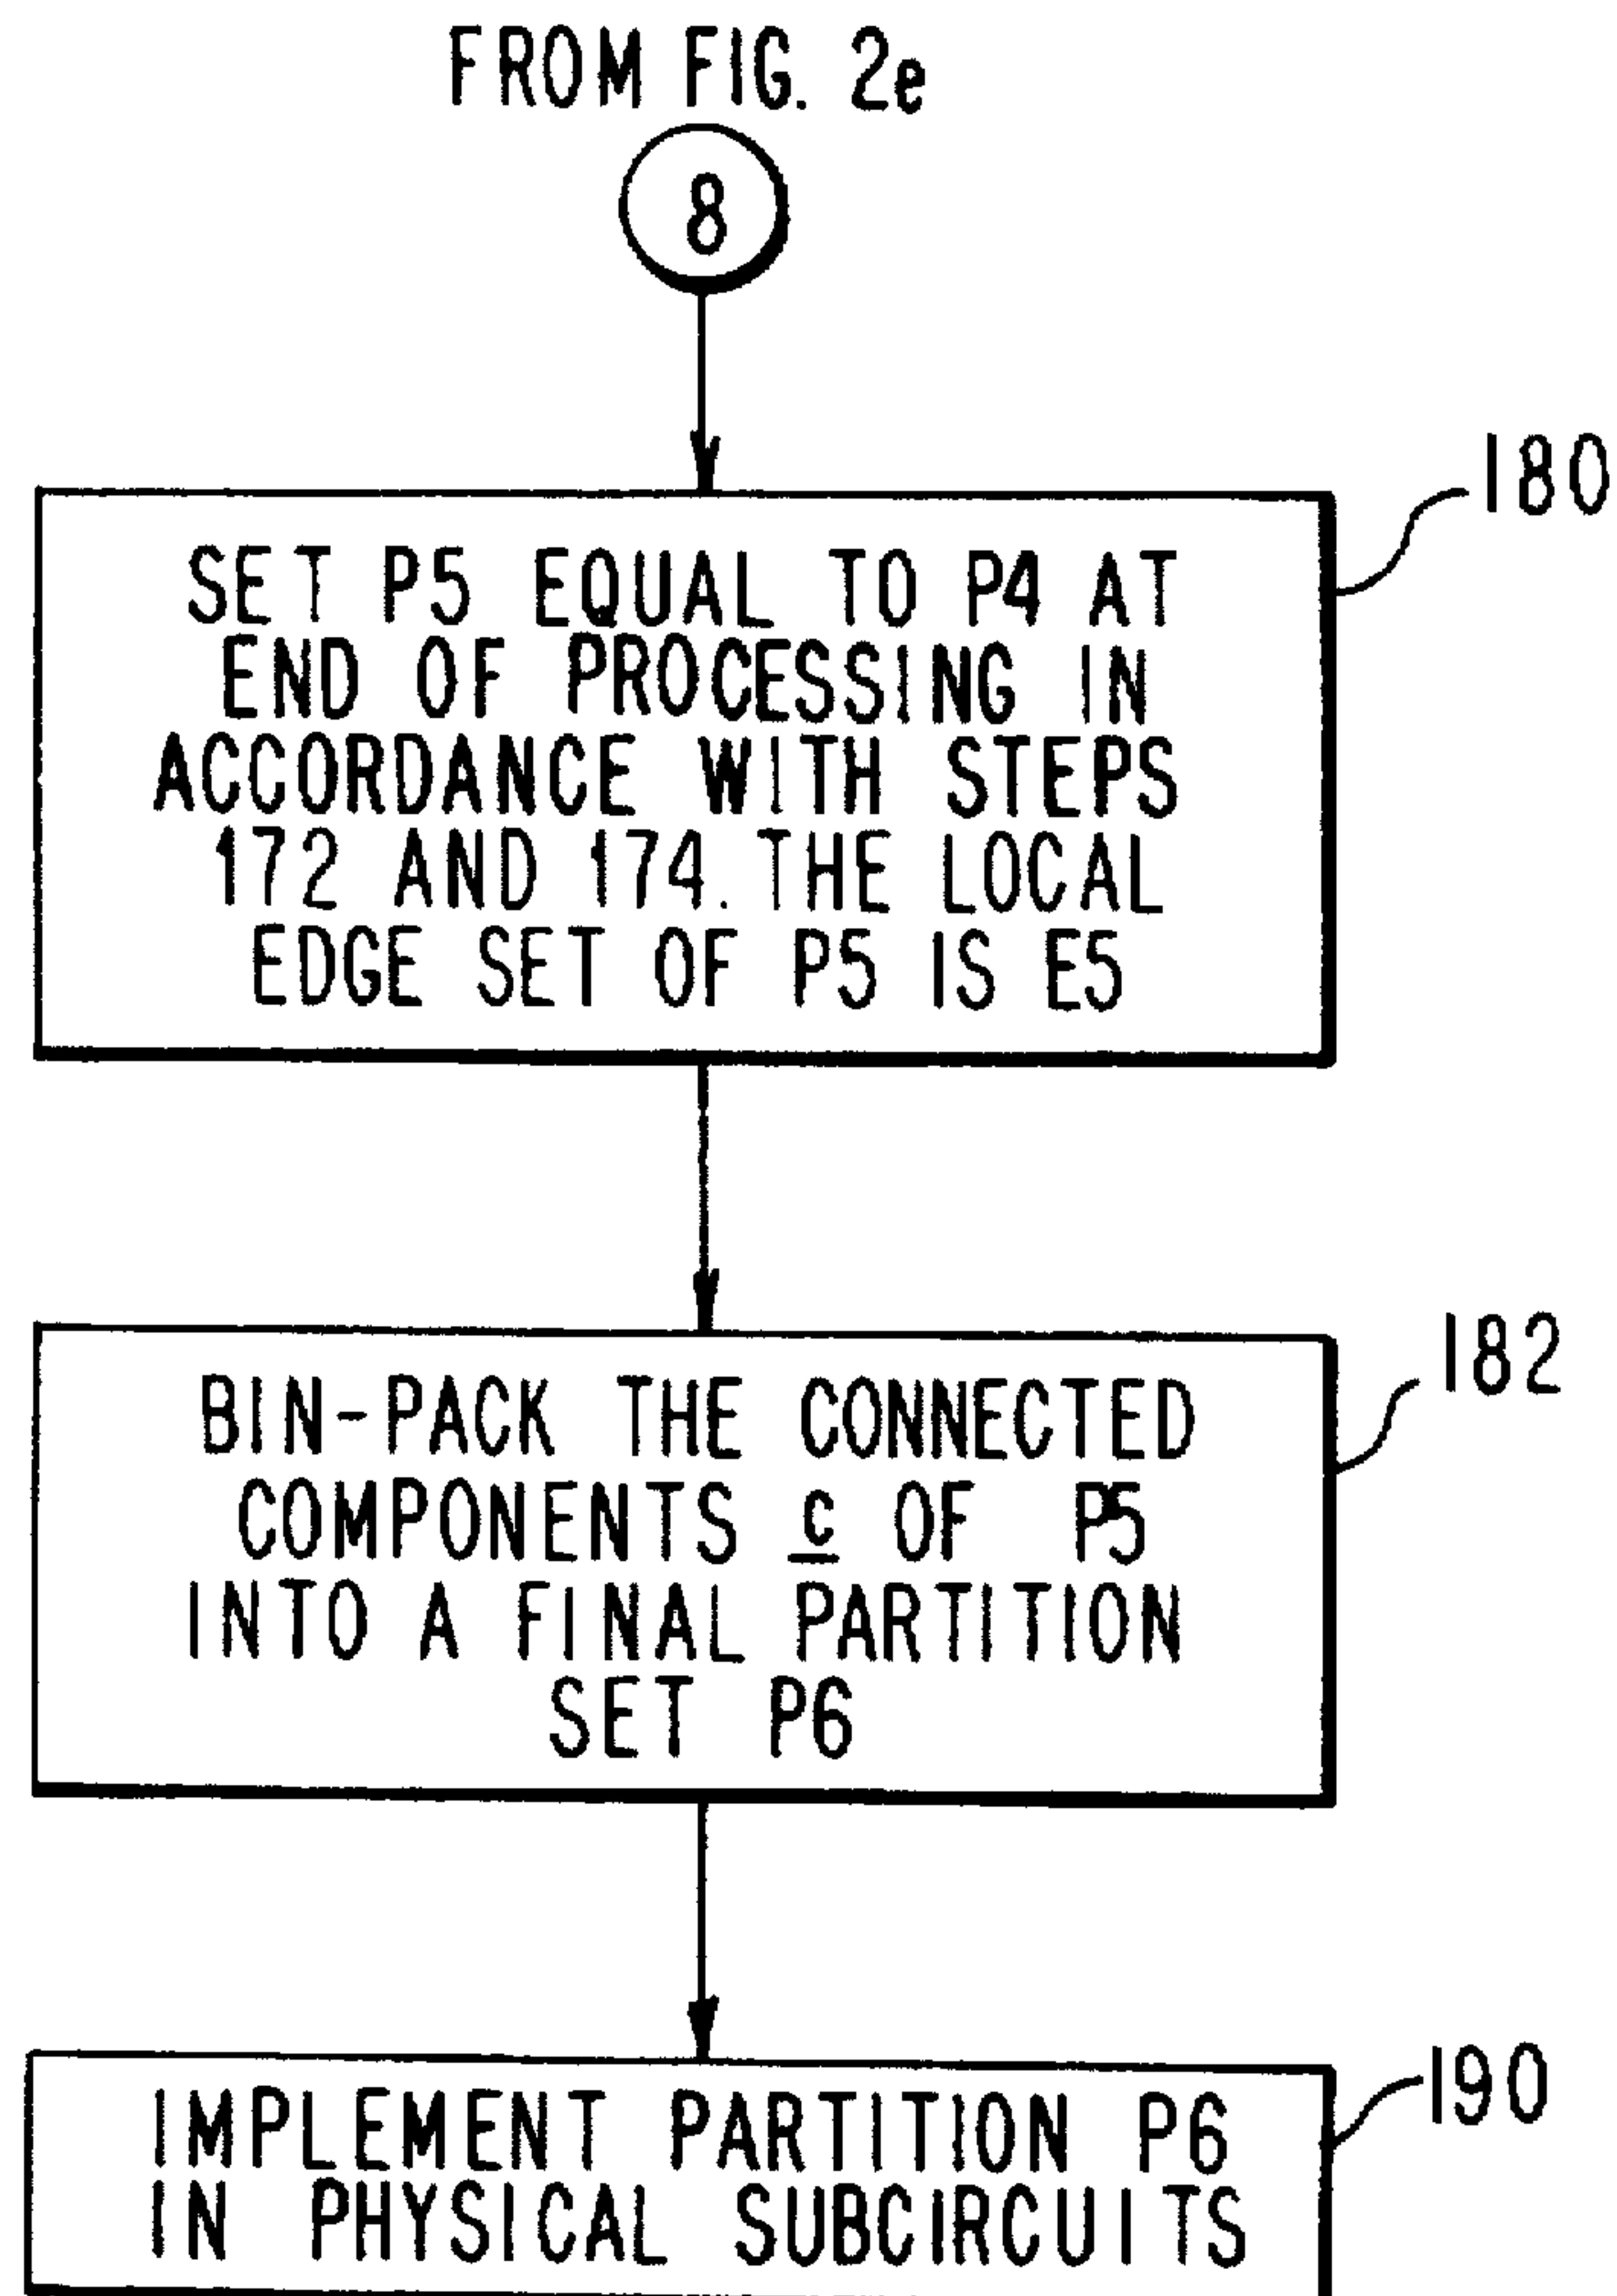 FROM FIG. 2e
8
180
SET P5 EQUAL TO P4 AT
END OF PROCESSING IN
ACCORDANCE WITH STEPS
172 AND 174. THE LOCAL
EDGE SET OF P5 IS E5
182
BIN-PACK THE CONNECTED
COMPONENTS c OF P5
INTO A FINAL PARTITION
SET P6
190
IMPLEMENT PARTITION P6
IN PHYSICAL SUBCIRCUITS